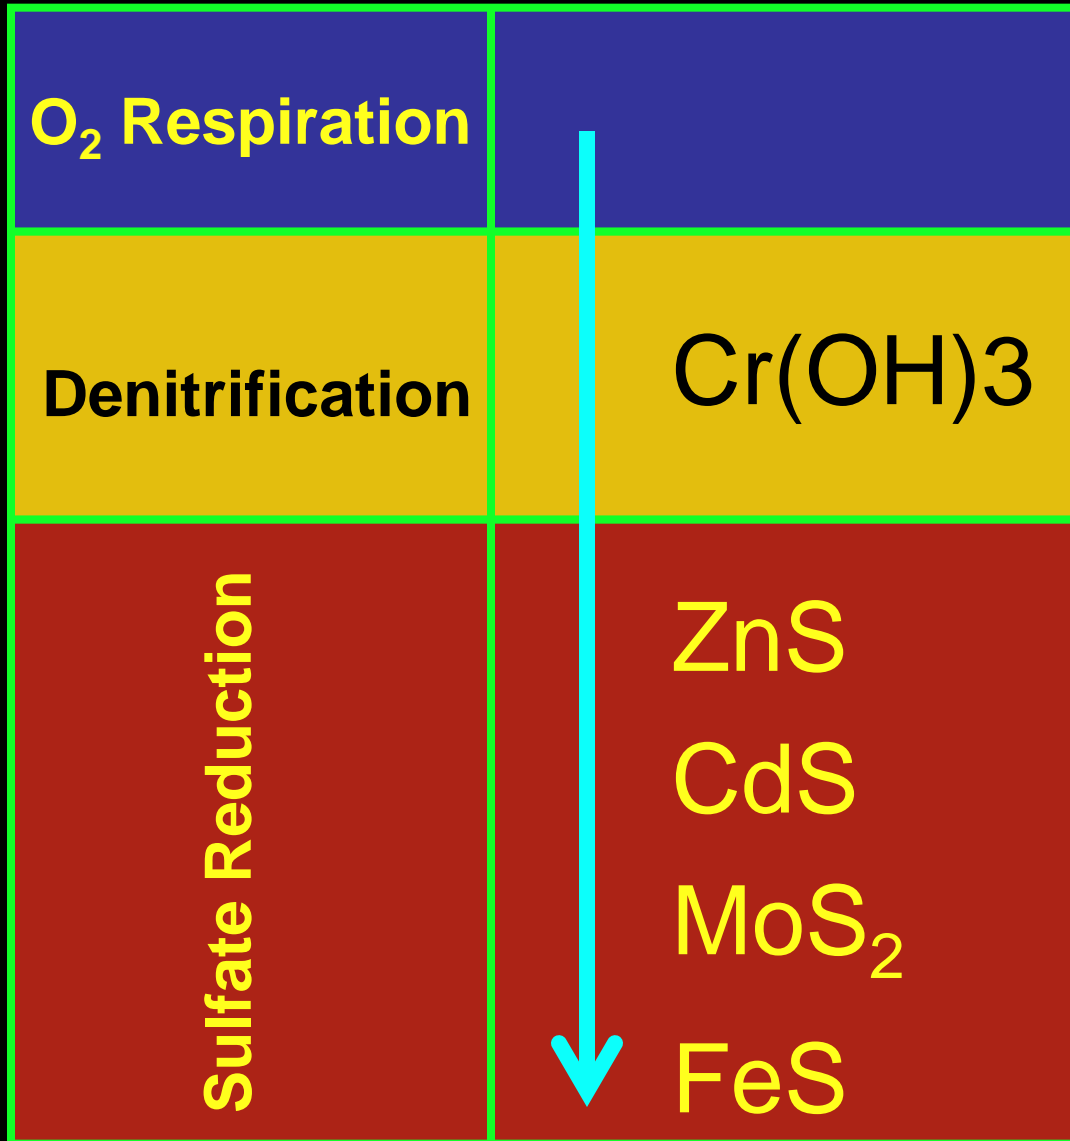 O₂ Respiration
Denitrification
Cr(OH)3
Sulfate Reduction
ZnS
CdS
MoS₂
FeS